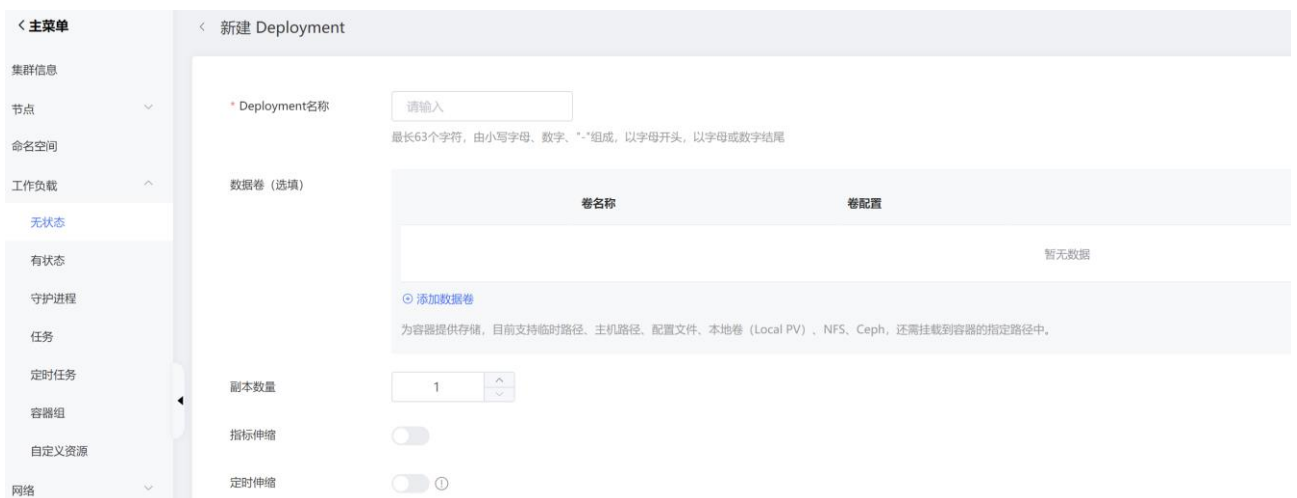 主菜单
集群信息
节点
命名空间
工作负载
无状态
有状态
守护进程
任务
定时任务
容器组
自定义资源
网络
新建 Deployment
* Deployment名称
请输入
最长63个字符，由小写字母、数字、"-"组成，以字母开头，以字母或数字结尾
数据卷（选填）
卷名称 卷配置
暂无数据
添加数据卷
为容器提供存储，目前支持临时路径、主机路径、配置文件、本地卷（Local PV）、NFS、Ceph，还需挂载到容器的指定路径中。
副本数量
1
指标伸缩
定时伸缩